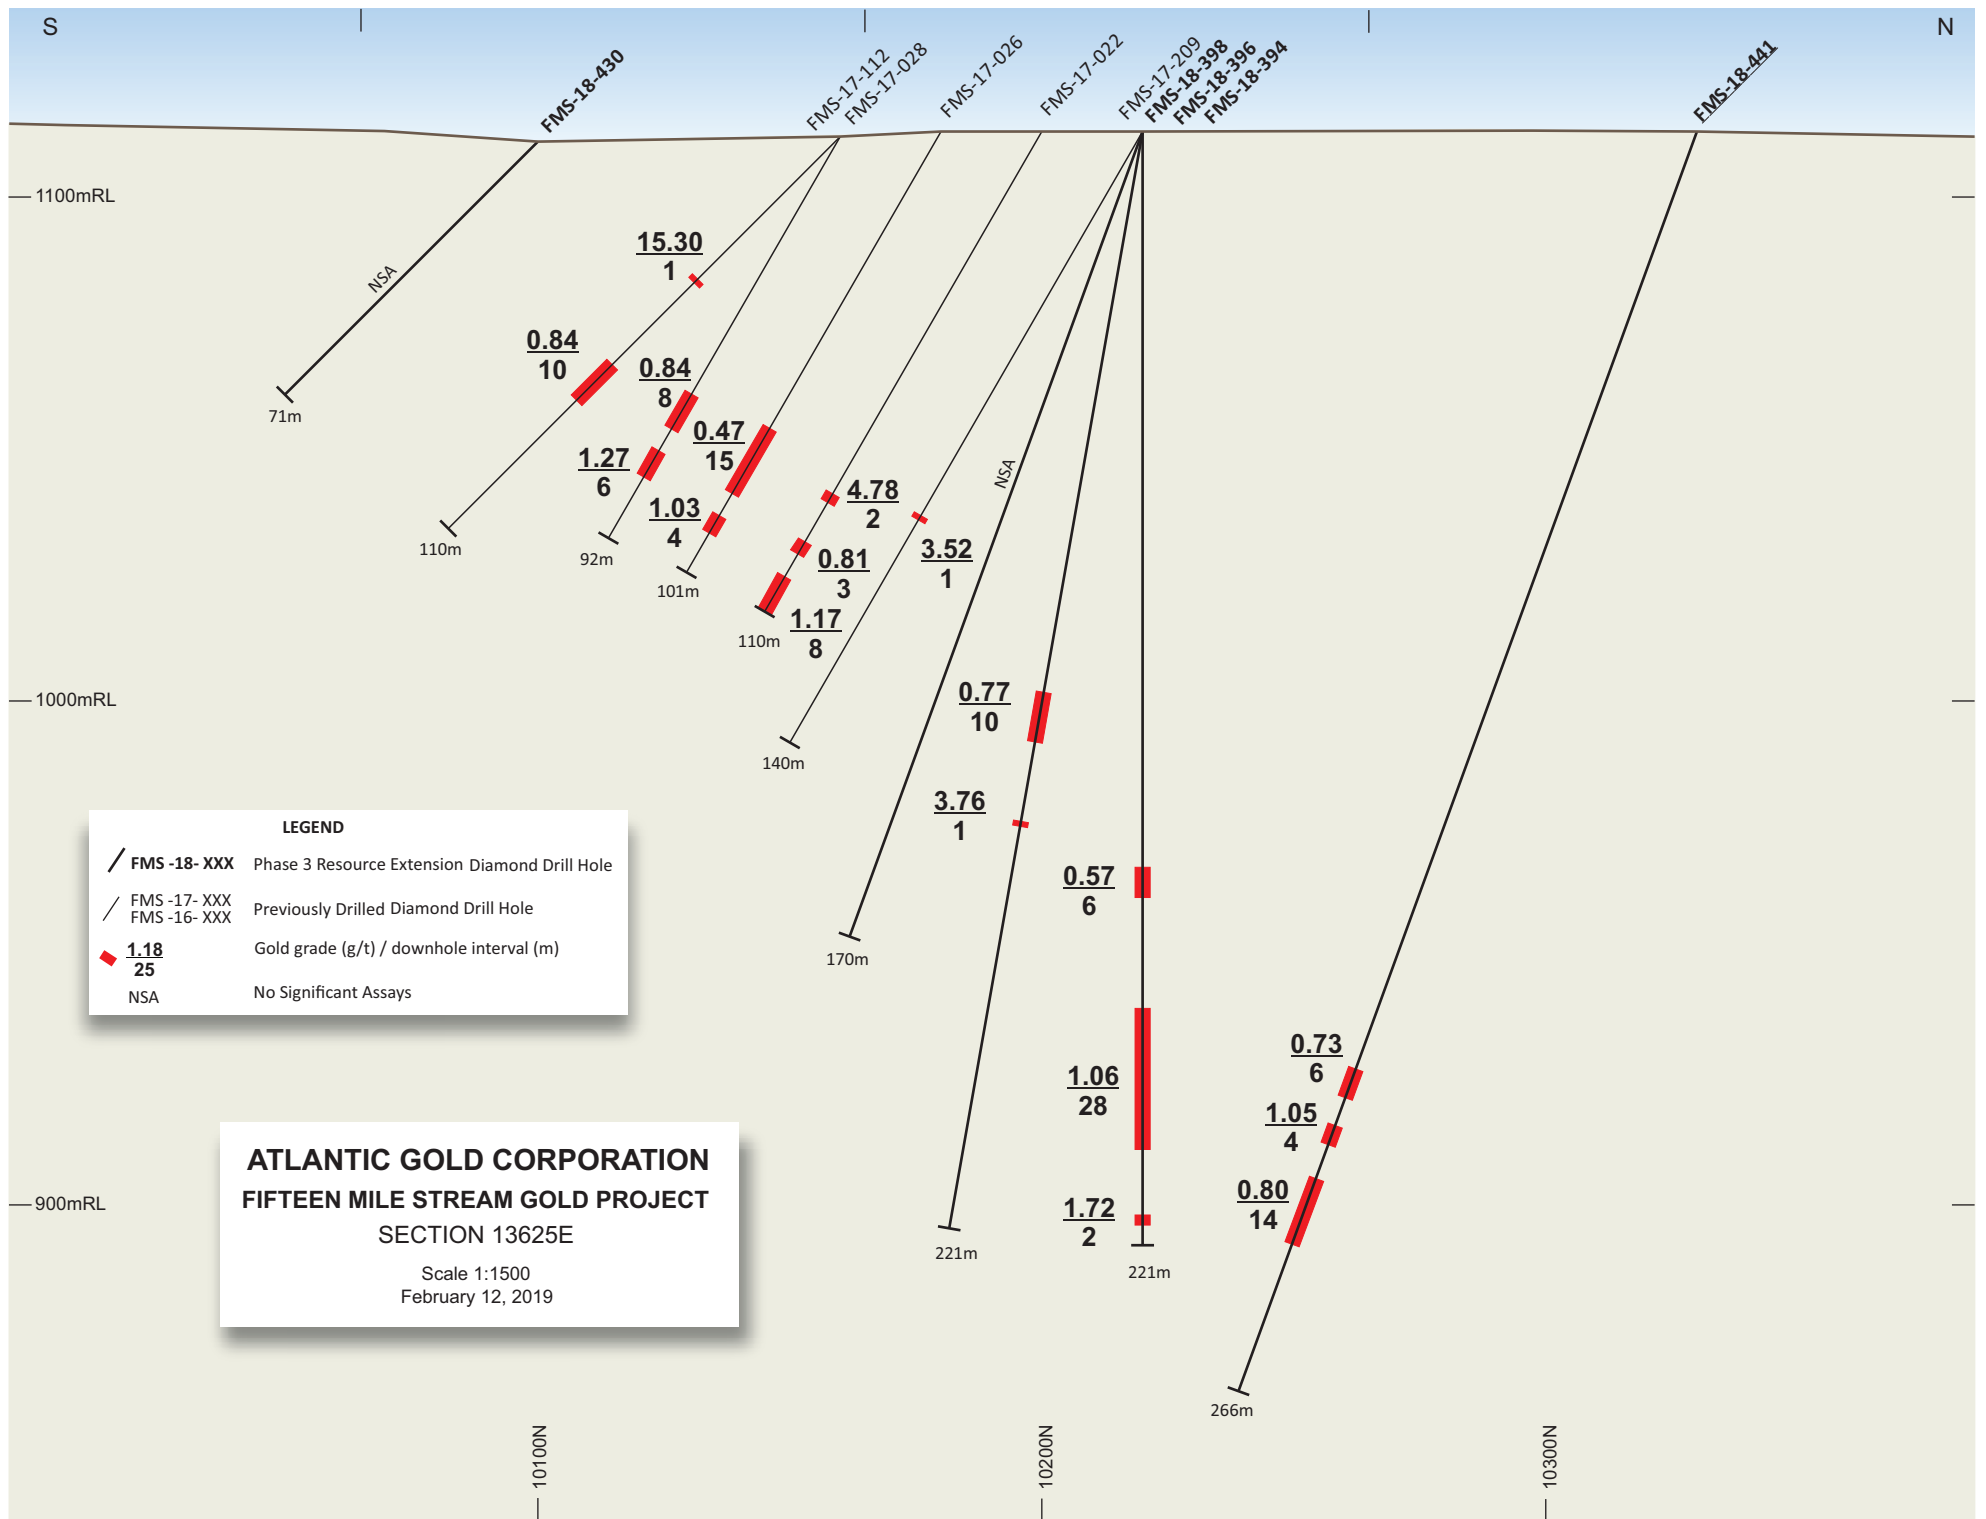 S
N
FMS-18-430
FMS-17-112
FMS-17-028
FMS-17-026
FMS-17-022
FMS-17-209
FMS-18-398
FMS-18-396
FMS-18-394
FMS-18-441
1100mRL
NSA
71m
15.30
1
0.84
10
110m
0.84
8
1.27
6
92m
0.47
15
1.03
4
101m
4.78
2
0.81
3
1.17
8
110m
3.52
1
140m
NSA
170m
1000mRL
0.77
10
3.76
1
221m
0.57
6
1.06
28
1.72
2
221m
0.73
6
1.05
4
0.80
14
266m
LEGEND
FMS -18- XXX Phase 3 Resource Extension Diamond Drill Hole
FMS -17- XXX
FMS -16- XXX Previously Drilled Diamond Drill Hole
1.18
25
Gold grade (g/t) / downhole interval (m)
NSA No Significant Assays
900mRL
ATLANTIC GOLD CORPORATION
FIFTEEN MILE STREAM GOLD PROJECT
SECTION 13625E
Scale 1:1500
February 12, 2019
10100N
10200N
10300N